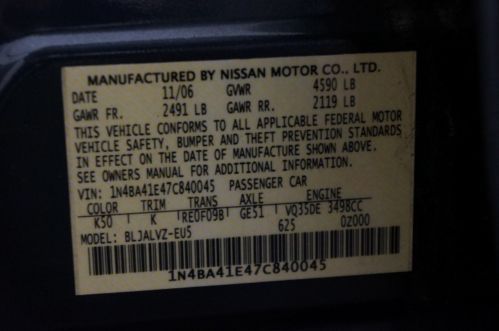 MANUFACTURED BY NISSAN MOTOR CO., LTD.
DATE 11/06 GVWR 4590 LB
GAWR FR. 2491 LB GAWR RR. 2119 LB
THIS VEHICLE CONFORMS TO ALL APPLICABLE FEDERAL MOTOR
VEHICLE SAFETY, BUMPER AND THEFT PREVENTION STANDARDS
IN EFFECT ON THE DATE OF MANUFACTURE SHOWN ABOVE.
SEE OWNERS MANUAL FOR ADDITIONAL INFORMATION.
VIN: 1N4BA41E47C840045 PASSENGER CAR
COLOR TRIM TRANS AXLE ENGINE
K50 K RE0F09B GE51 VQ35DE 3498CC
MODEL: BLJALVZ-EU5 625 0Z000
1N4BA41E47C840045